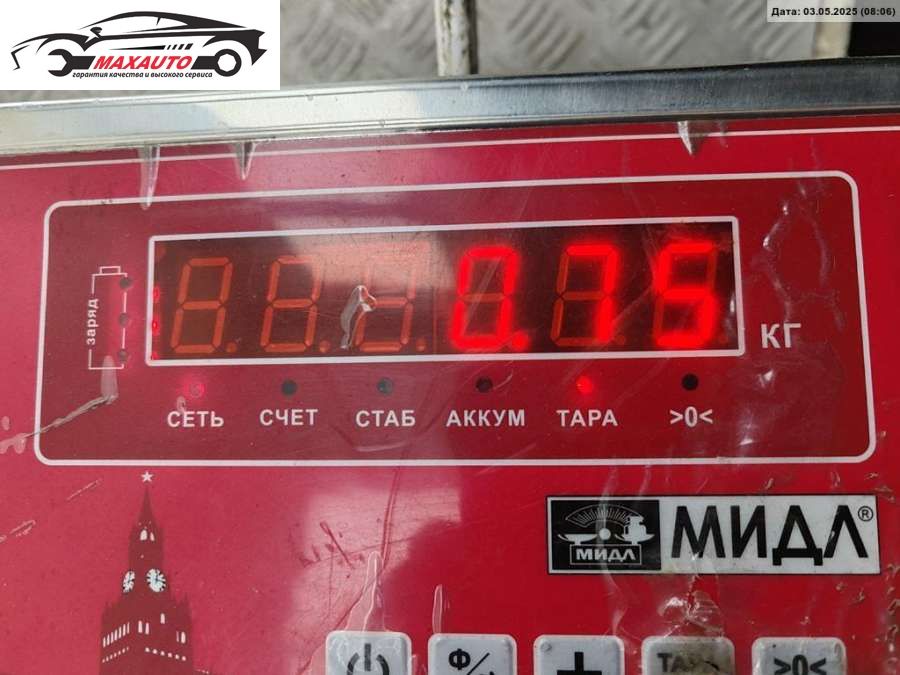 Дата: 03.05.2025 (08:06)
MAXAUTO
гарантия качества и высокого сервиса
0.75
КГ
заряд
СЕТЬ СЧЕТ СТАБ АККУМ ТАРА >0<
МИДЛ МИДЛ®
Ф/
+
>0<